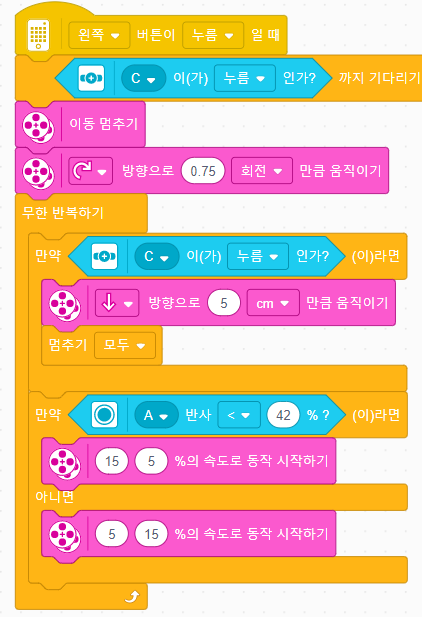 왼쪽 버튼이 누름 일 때
C 이(가) 누름 인가? 까지 기다리기
이동 멈추기
방향으로 0.75 회전 만큼 움직이기
무한 반복하기
만약 C 이(가) 누름 인가? (이)라면
방향으로 5 cm 만큼 움직이기
멈추기 모두
만약 A 반사 < 42 % ? (이)라면
15 5 %의 속도로 동작 시작하기
아니면
5 15 %의 속도로 동작 시작하기